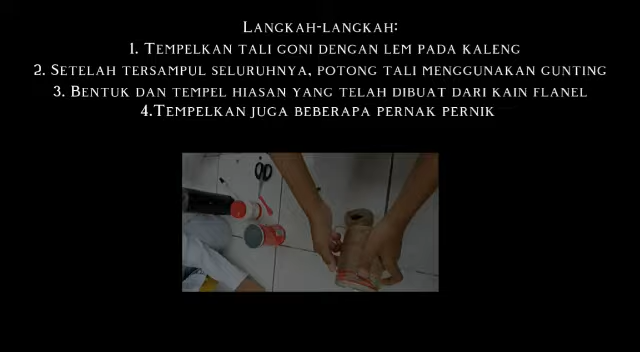 Langkah-langkah:
1. Tempelkan tali goni dengan lem pada kaleng
2. Setelah tersampul seluruhnya, potong tali menggunakan gunting
3. Bentuk dan tempel hiasan yang telah dibuat dari kain flanel
4.Tempelkan juga beberapa pernak pernik